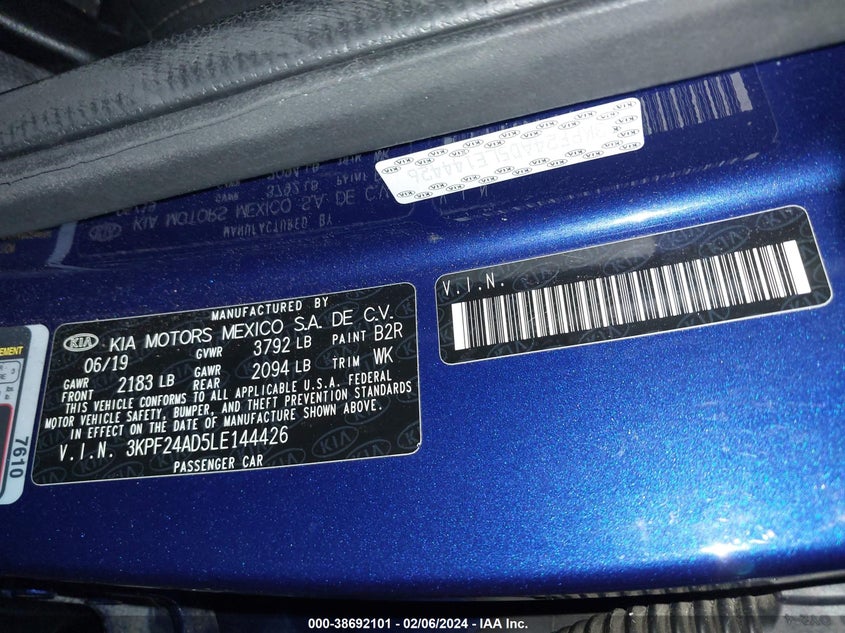 MANUFACTURED BY
KIA KIA MOTORS MEXICO S.A. DE C.V.
06/19 GVWR 3792 LB PAINT B2R
GAWR FRONT 2183 LB GAWR REAR 2094 LB TRIM WK
THIS VEHICLE CONFORMS TO ALL APPLICABLE U.S.A. FEDERAL
MOTOR VEHICLE SAFETY, BUMPER, AND THEFT PREVENTION STANDARDS
IN EFFECT ON THE DATE OF MANUFACTURE SHOWN ABOVE.
V.I.N. 3KPF24AD5LE144426
PASSENGER CAR
V.I.N.
7610
000-38692101 - 02/06/2024 - IAA Inc.